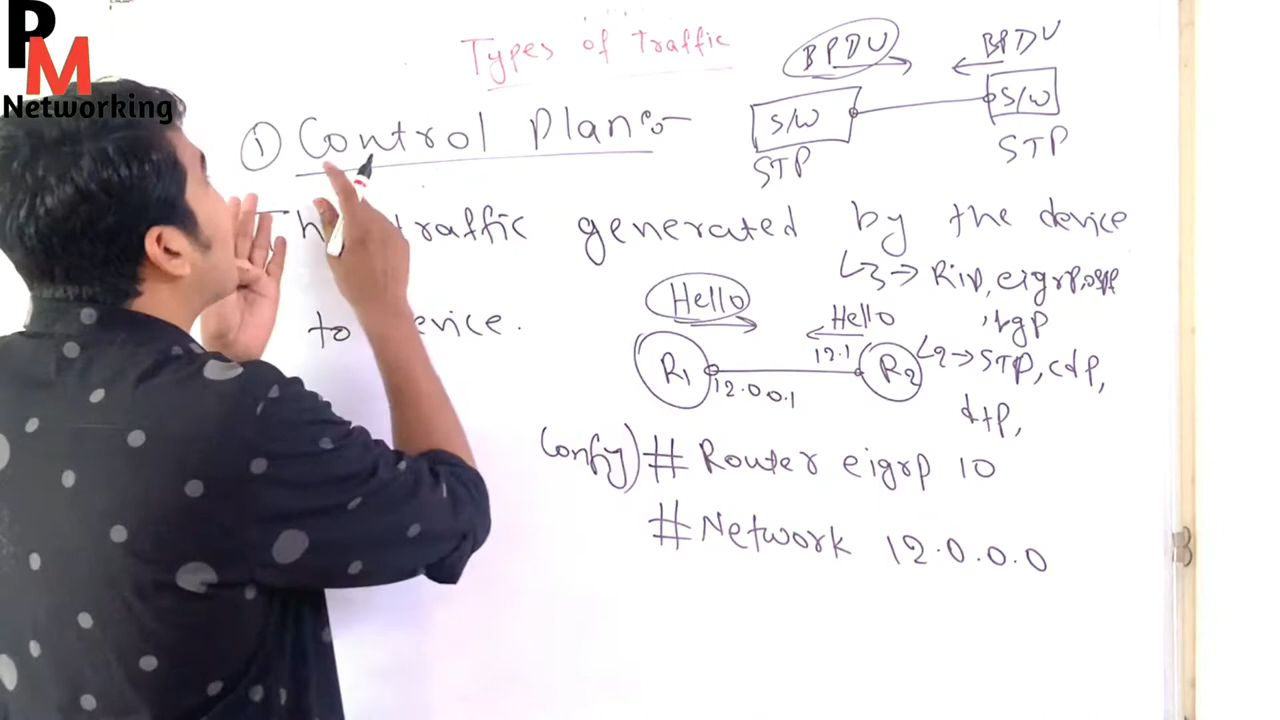 PM
Networking
Types of traffic
BPDU
BPDU
S/W
S/W
STP
STP
① Control Plane:-
The traffic generated by the device
to device.
L3 → Rip, eigrp, ospf
, bgp
L2 → STP, cdp,
dtp,
Hello
Hello
R1
R2
12.0.0.1
12.1
(Config)# Router eigrp 10
# Network 12.0.0.0